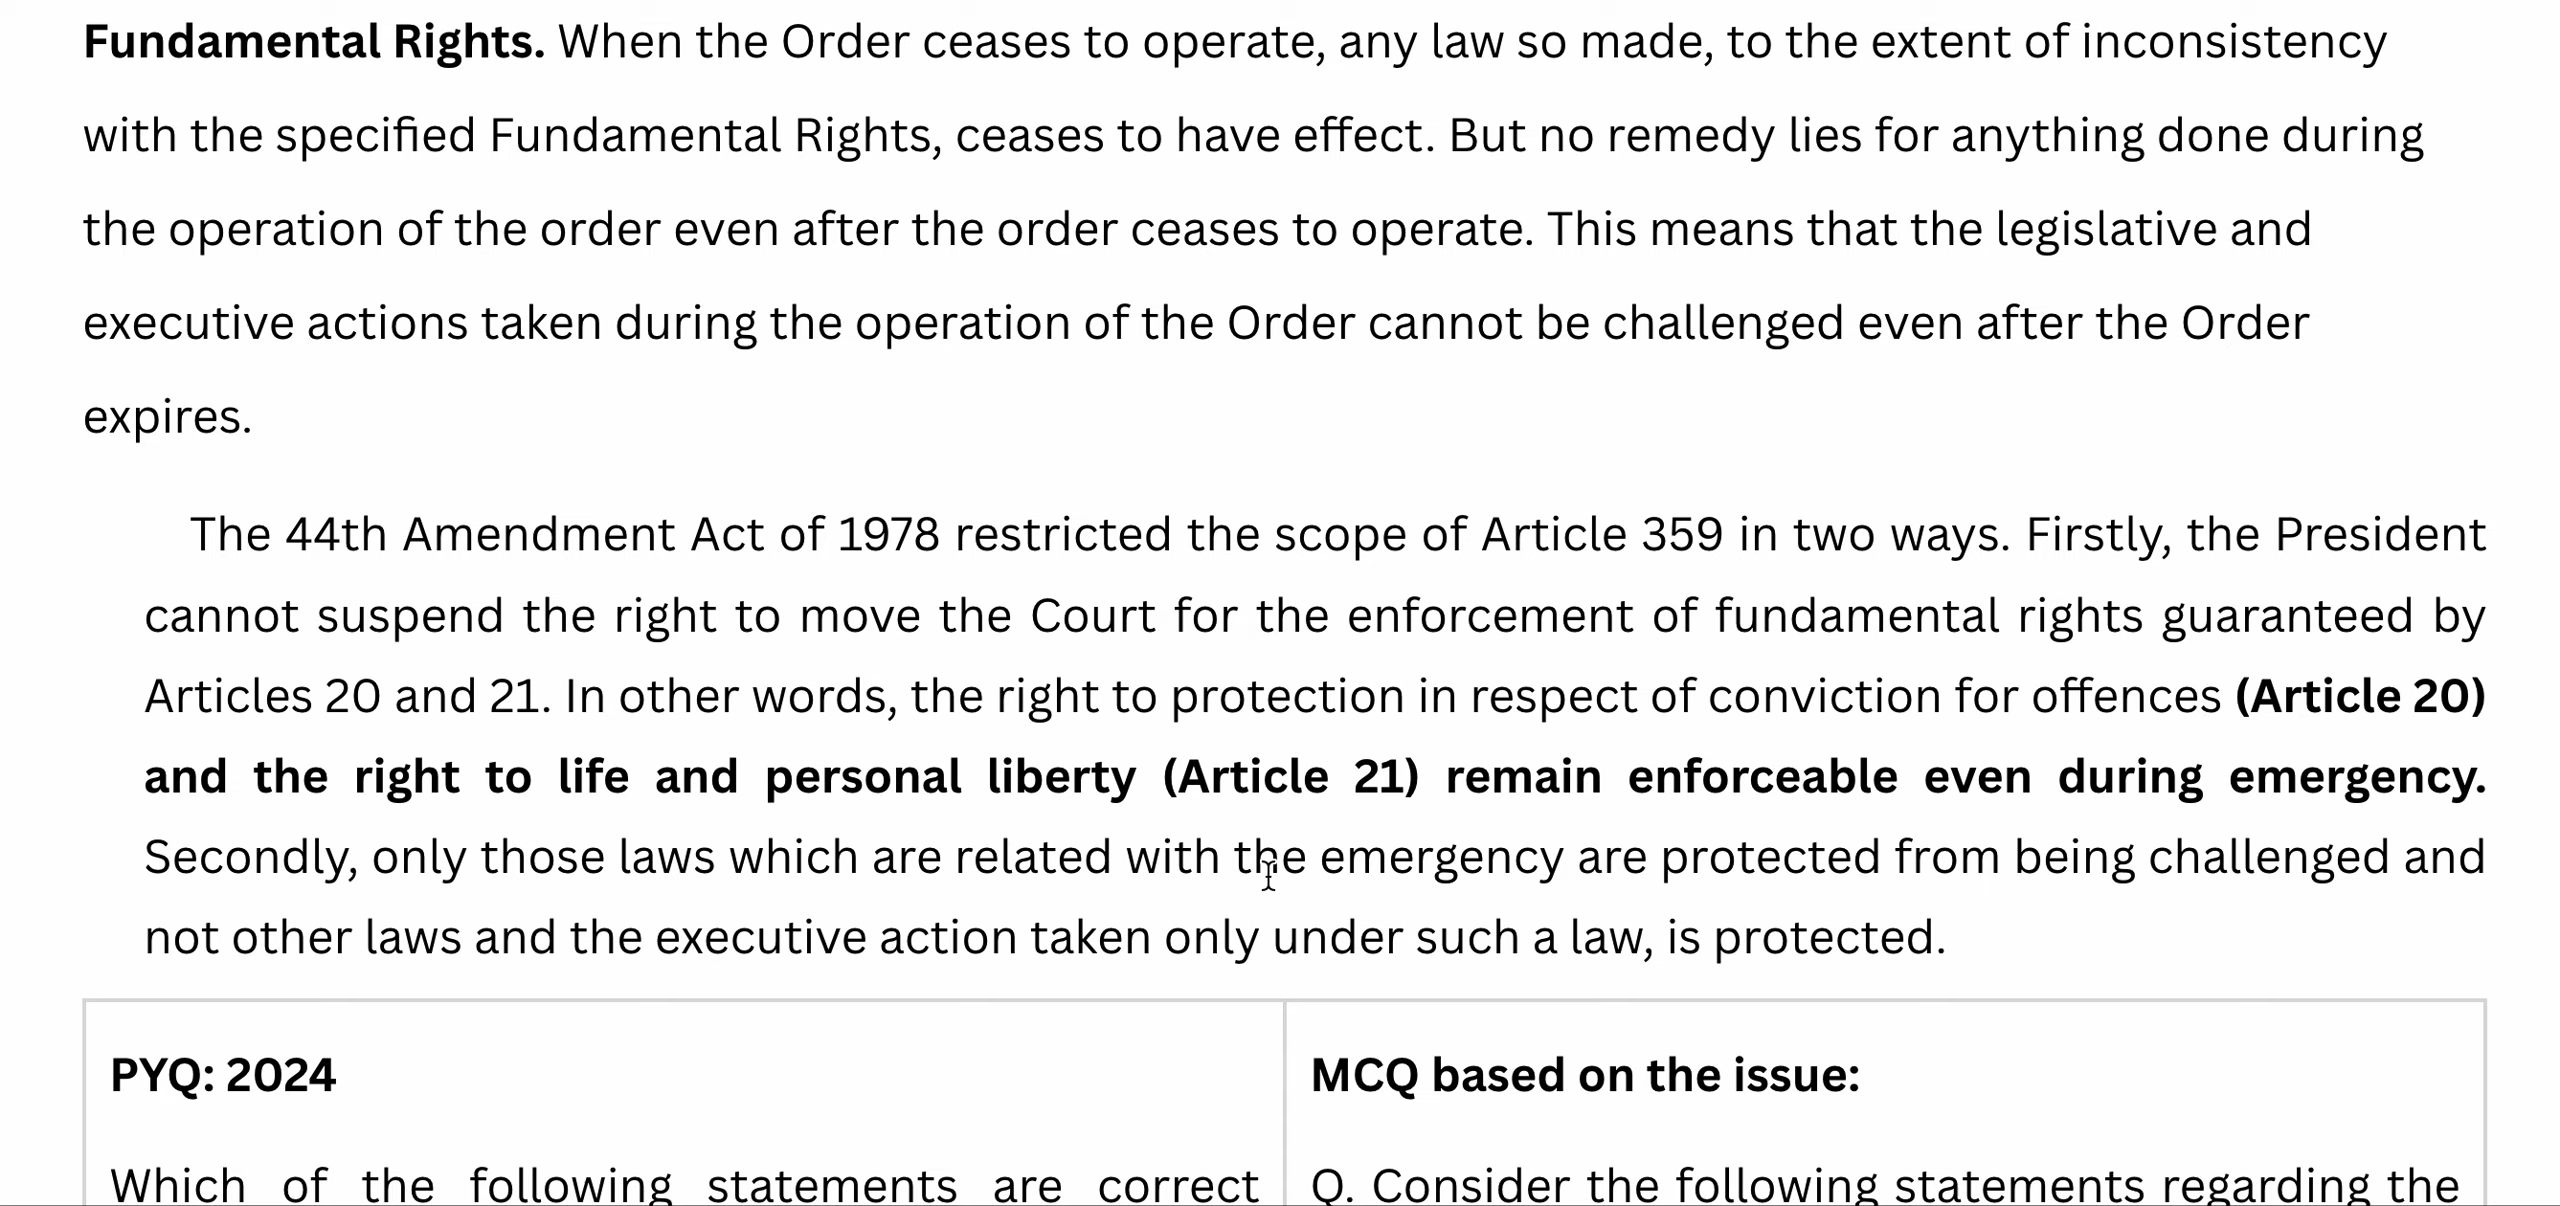 Fundamental Rights. When the Order ceases to operate, any law so made, to the extent of inconsistency
with the specified Fundamental Rights, ceases to have effect. But no remedy lies for anything done during
the operation of the order even after the order ceases to operate. This means that the legislative and
executive actions taken during the operation of the Order cannot be challenged even after the Order
expires.
The 44th Amendment Act of 1978 restricted the scope of Article 359 in two ways. Firstly, the President
cannot suspend the right to move the Court for the enforcement of fundamental rights guaranteed by
Articles 20 and 21. In other words, the right to protection in respect of conviction for offences (Article 20)
and the right to life and personal liberty (Article 21) remain enforceable even during emergency.
Secondly, only those laws which are related with the emergency are protected from being challenged and
not other laws and the executive action taken only under such a law, is protected.
PYQ: 2024
Which of the following statements are correct
MCQ based on the issue:
Q. Consider the following statements regarding the